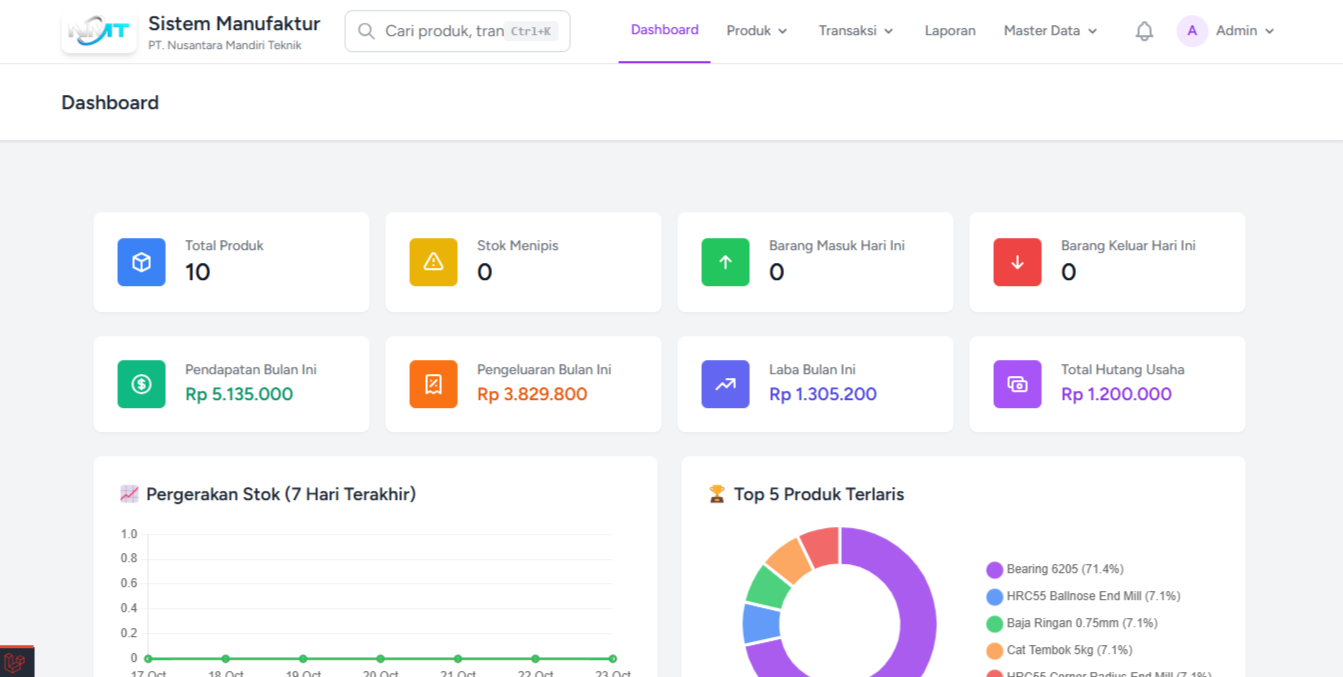 NMT
Sistem Manufaktur
PT. Nusantara Mandiri Teknik
Cari produk, tran Ctrl+K
Dashboard Produk Transaksi Laporan Master Data A Admin
Dashboard
Total Produk
10
Stok Menipis
0
Barang Masuk Hari Ini
0
Barang Keluar Hari Ini
0
Pendapatan Bulan Ini
Rp 5.135.000
Pengeluaran Bulan Ini
Rp 3.829.800
Laba Bulan Ini
Rp 1.305.200
Total Hutang Usaha
Rp 1.200.000
Pergerakan Stok (7 Hari Terakhir)
1.0
0.8
0.6
0.4
0.2
0
17 Oct 18 Oct 19 Oct 20 Oct 21 Oct 22 Oct 23 Oct
Top 5 Produk Terlaris
Bearing 6205 (71.4%)
HRC55 Ballnose End Mill (7.1%)
Baja Ringan 0.75mm (7.1%)
Cat Tembok 5kg (7.1%)
HRC55 Corner Radius End Mill (7.1%)